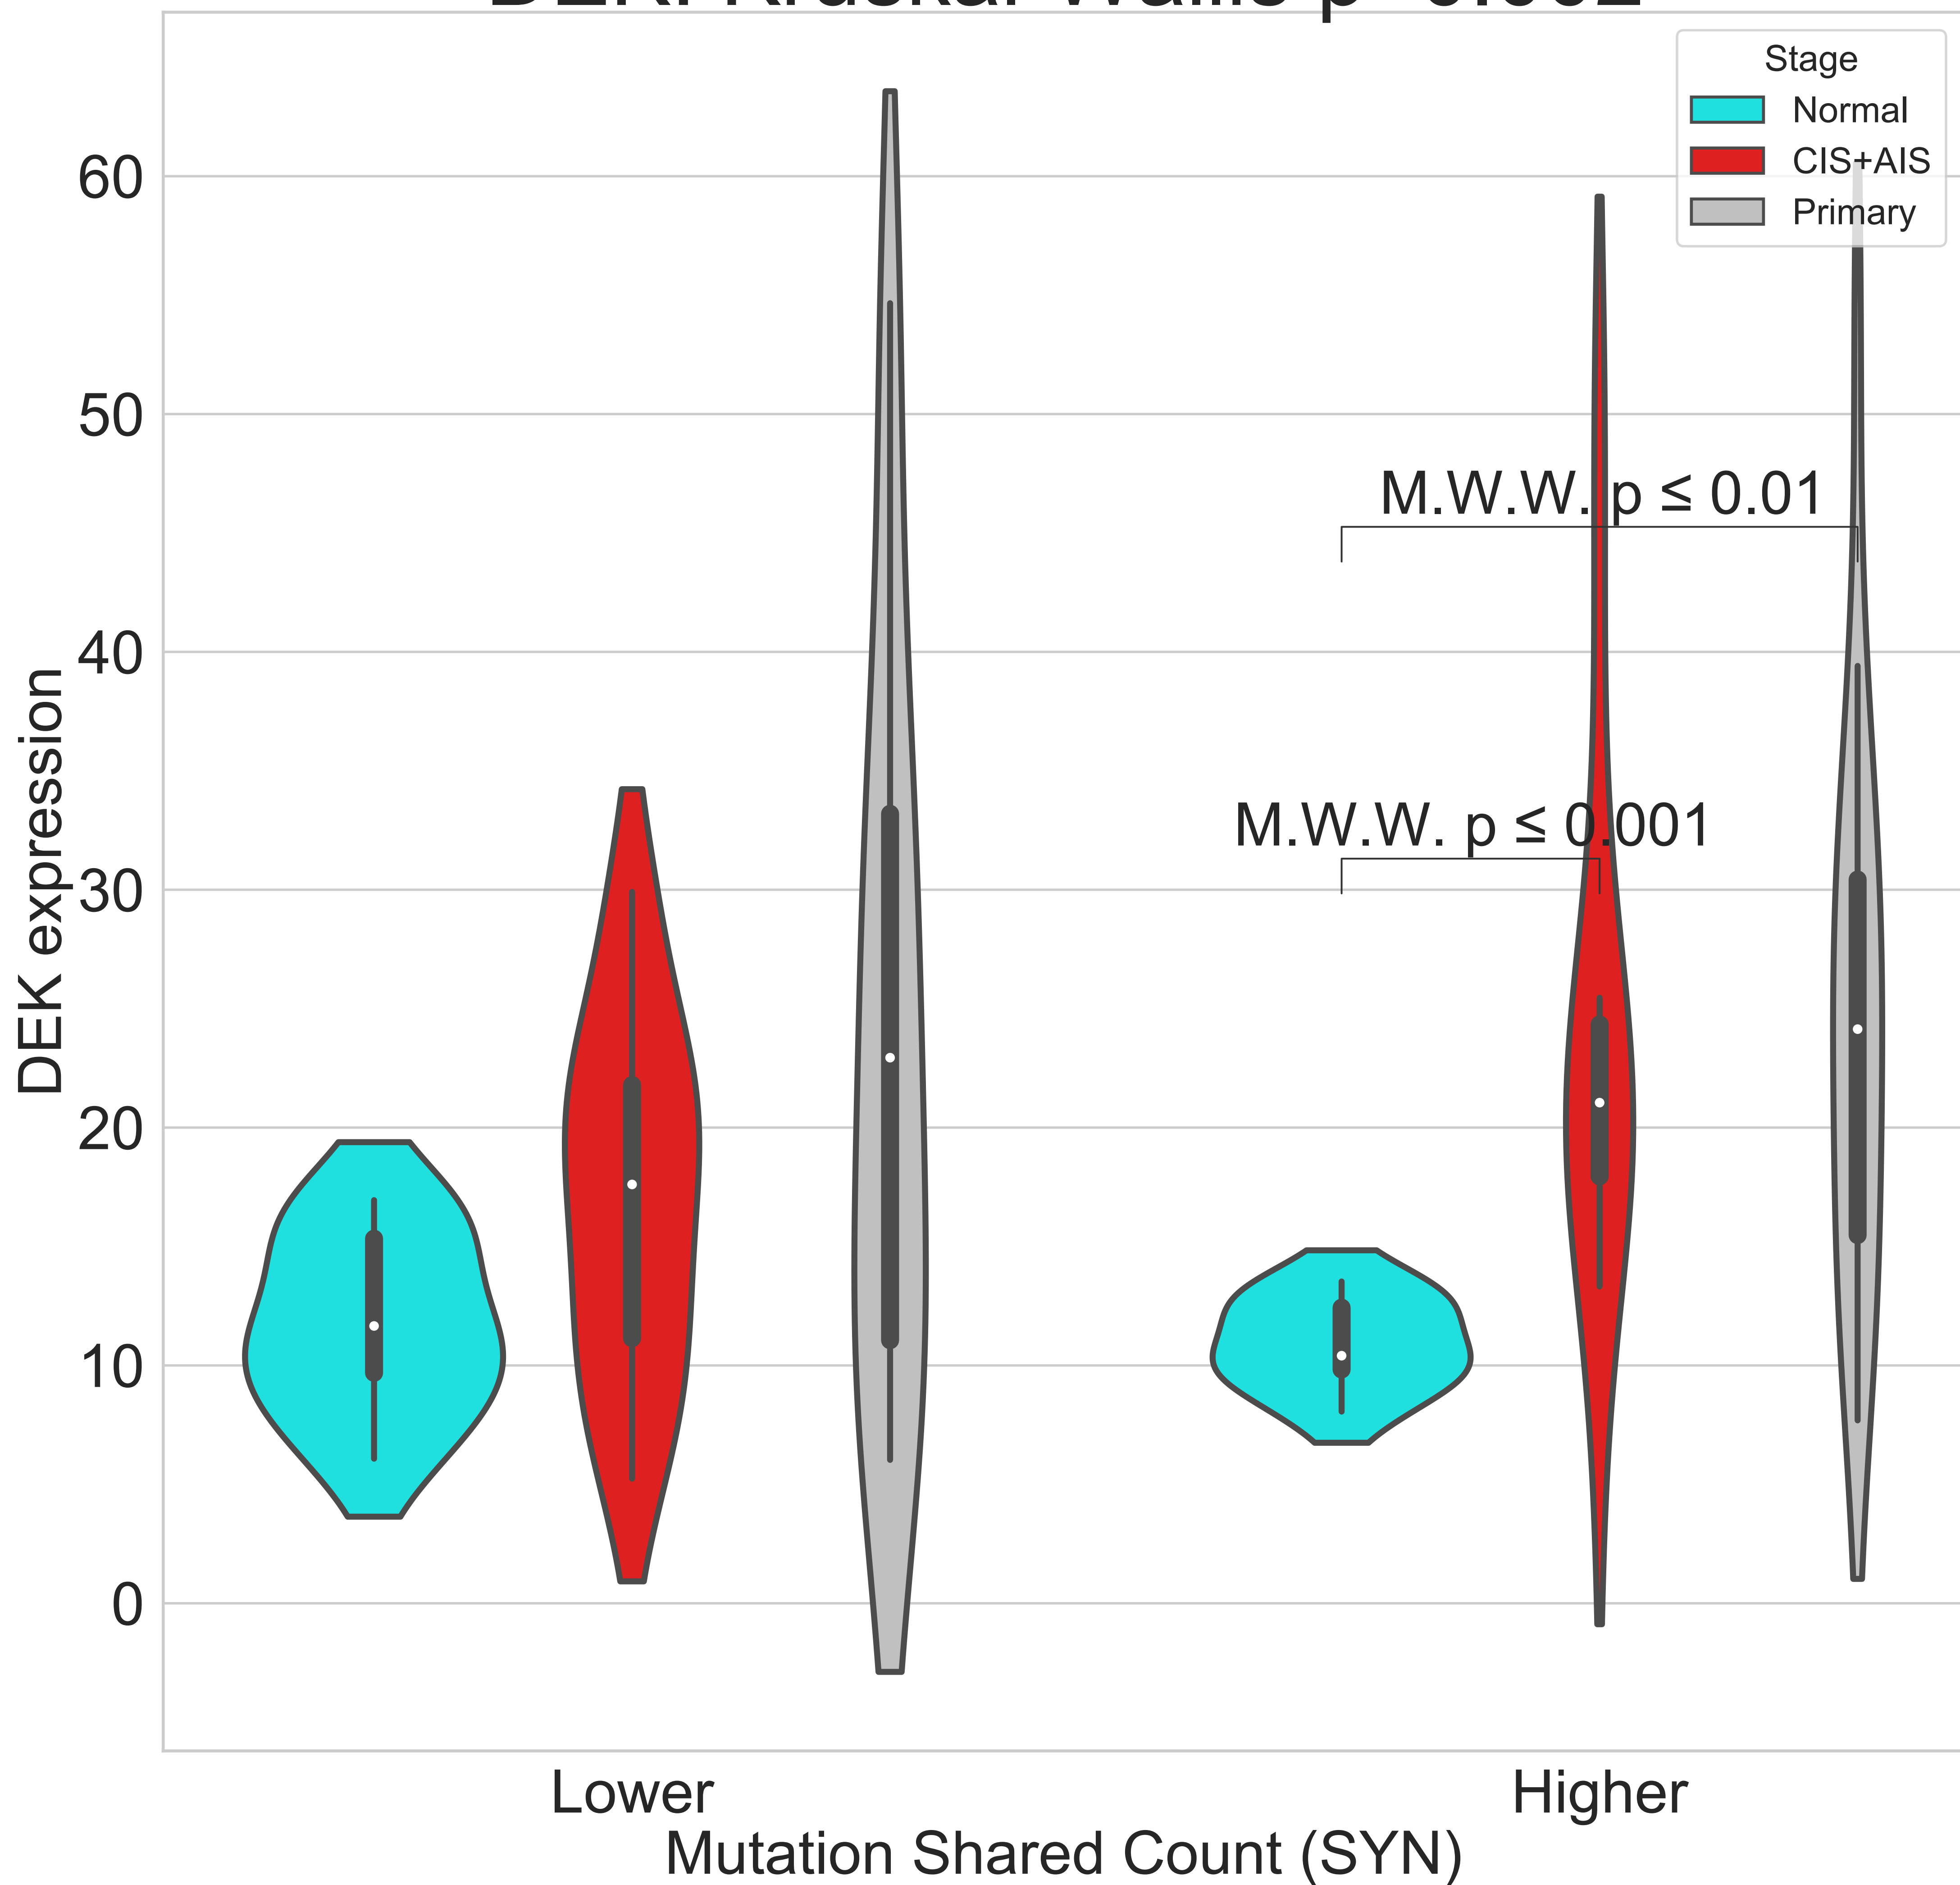 Stage
Normal
CIS+AIS
Primary
60
50
40
30
20
10
0
DEK expression
M.W.W. p ≤ 0.01
M.W.W. p ≤ 0.001
Lower
Higher
Mutation Shared Count (SYN)